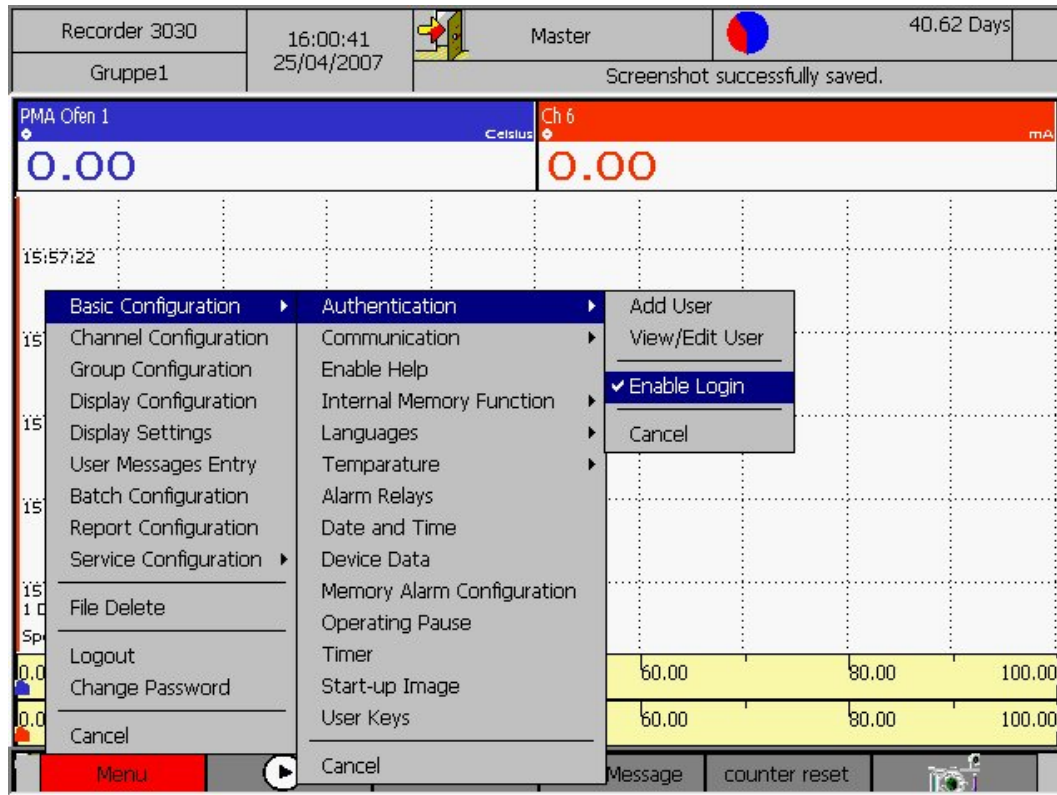 Recorder 3030
Gruppe1
16:00:41
25/04/2007
Master
40.62 Days
Screenshot successfully saved.
PMA Ofen 1
Celsius
0.00
Ch 6
mA
0.00
15:57:22
Basic Configuration
Channel Configuration
Group Configuration
Display Configuration
Display Settings
User Messages Entry
Batch Configuration
Report Configuration
Service Configuration
File Delete
Logout
Change Password
Cancel
Authentication
Communication
Enable Help
Internal Memory Function
Languages
Temparature
Alarm Relays
Date and Time
Device Data
Memory Alarm Configuration
Operating Pause
Timer
Start-up Image
User Keys
Cancel
Add User
View/Edit User
Enable Login
Cancel
15
15
15
15
60.00 80.00 100.00
60.00 80.00 100.00
Menu
Message
counter reset